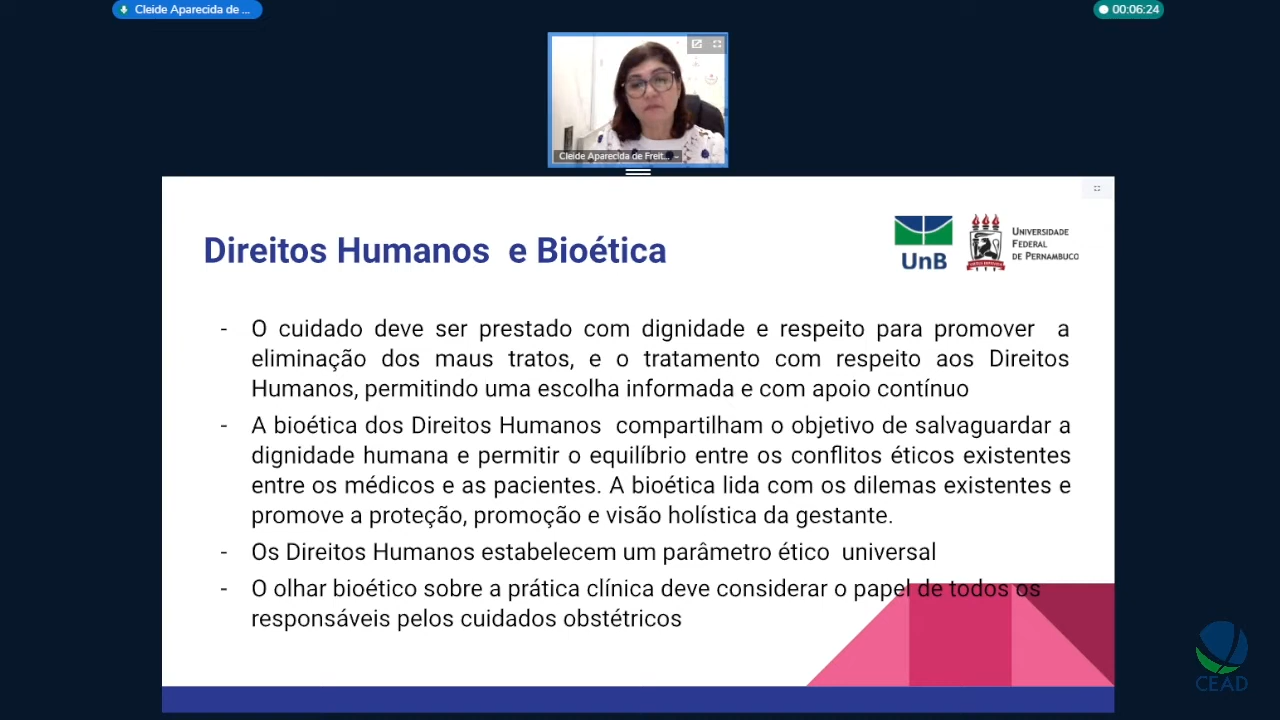 Cleide Aparecida de ...
00:06:24
Cleide Aparecida de Freit...
Direitos Humanos e Bioética
UnB
UNIVERSIDADE
FEDERAL
DE PERNAMBUCO
- O cuidado deve ser prestado com dignidade e respeito para promover a
eliminação dos maus tratos, e o tratamento com respeito aos Direitos
Humanos, permitindo uma escolha informada e com apoio contínuo
- A bioética dos Direitos Humanos compartilham o objetivo de salvaguardar a
dignidade humana e permitir o equilíbrio entre os conflitos éticos existentes
entre os médicos e as pacientes. A bioética lida com os dilemas existentes e
promove a proteção, promoção e visão holística da gestante.
- Os Direitos Humanos estabelecem um parâmetro ético universal
- O olhar bioético sobre a prática clínica deve considerar o papel de todos os
responsáveis pelos cuidados obstétricos
CEAD